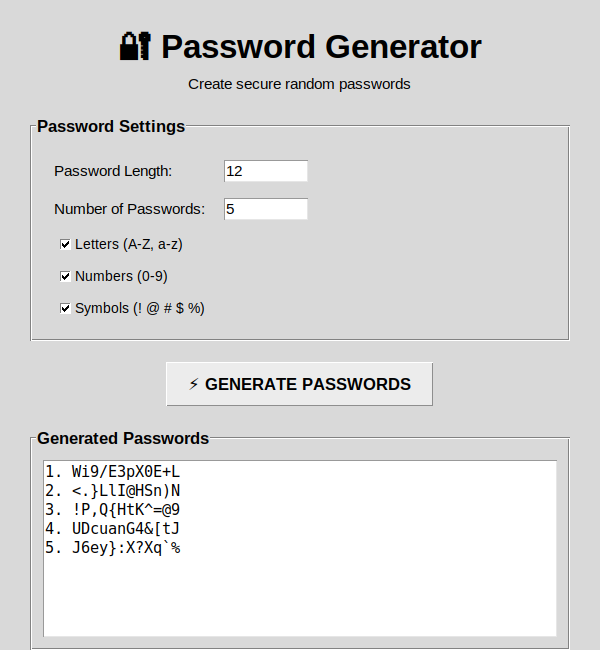 🔐 Password Generator
Create secure random passwords
Password Settings
Password Length: 12
Number of Passwords: 5
Letters (A-Z, a-z)
Numbers (0-9)
Symbols (! @ # $ %)
⚡ GENERATE PASSWORDS
Generated Passwords
1. Wi9/E3pX0E+L
2. <.}LlI@HSn)N
3. !P,Q{HtK^=@9
4. UDcuanG4&[tJ
5. J6ey}:X?Xq`%